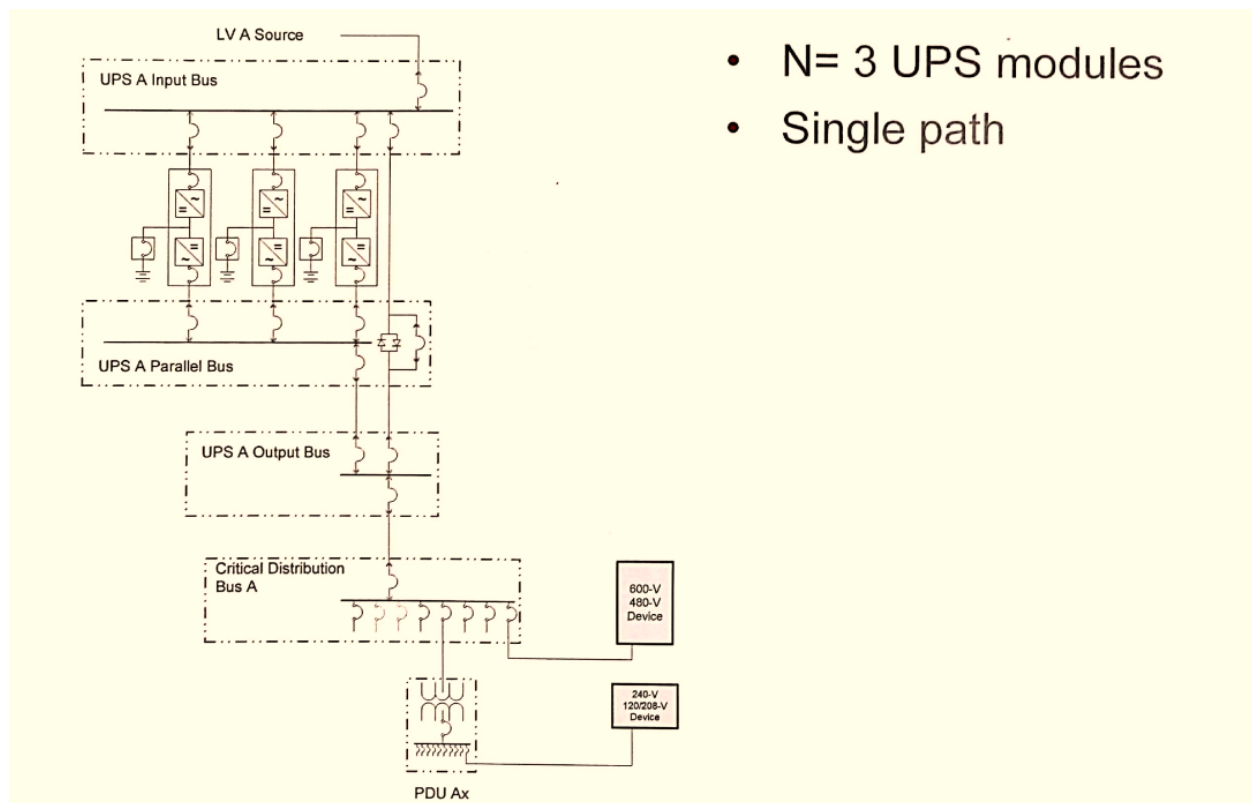 LV A Source
UPS A Input Bus
• N= 3 UPS modules
• Single path
UPS A Parallel Bus
UPS A Output Bus
Critical Distribution
Bus A
600-V
480-V
Device
240-V
120/208-V
Device
PDU Ax